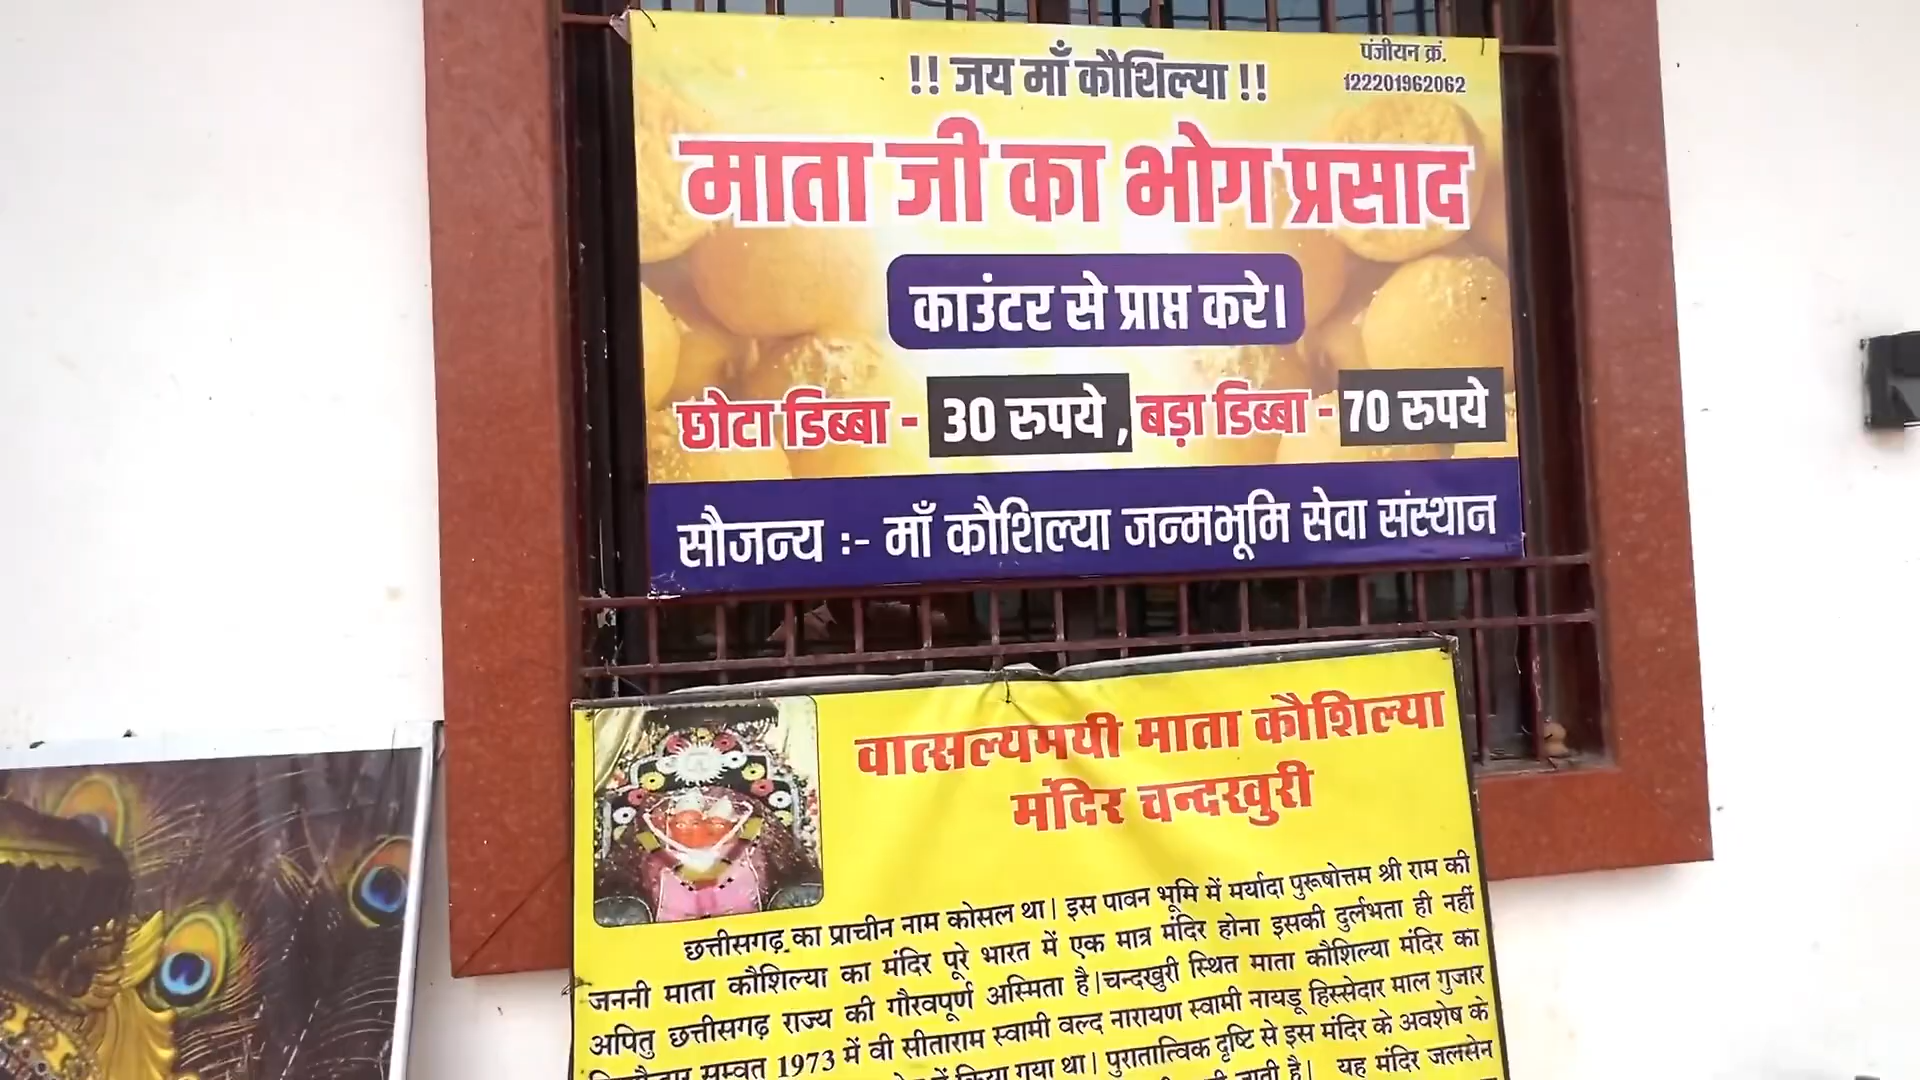 !! जय माँ कौशिल्या !!
पंजीयन क्रं.
122201962062
माता जी का भोग प्रसाद
काउंटर से प्राप्त करे।
छोटा डिब्बा - 30 रुपये , बड़ा डिब्बा - 70 रुपये
सौजन्य :- माँ कौशिल्या जन्मभूमि सेवा संस्थान
वात्सल्यमयी माता कौशिल्या
मंदिर चन्दखुरी
छत्तीसगढ़ का प्राचीन नाम कोसल था। इस पावन भूमि में मर्यादा पुरूषोत्तम श्री राम की
जननी माता कौशिल्या का मंदिर पूरे भारत में एक मात्र मंदिर होना इसकी दुर्लभता ही नहीं
अपितु छत्तीसगढ़ राज्य की गौरवपूर्ण अस्मिता है।चन्दखुरी स्थित माता कौशिल्या मंदिर का
सम्वत 1973 में वी सीताराम स्वामी वल्द नारायण स्वामी नायडू हिस्सेदार माल गुजार
किया गया था। पुरातात्विक दृष्टि से इस मंदिर के अवशेष के
जाती है। यह मंदिर जलसेन